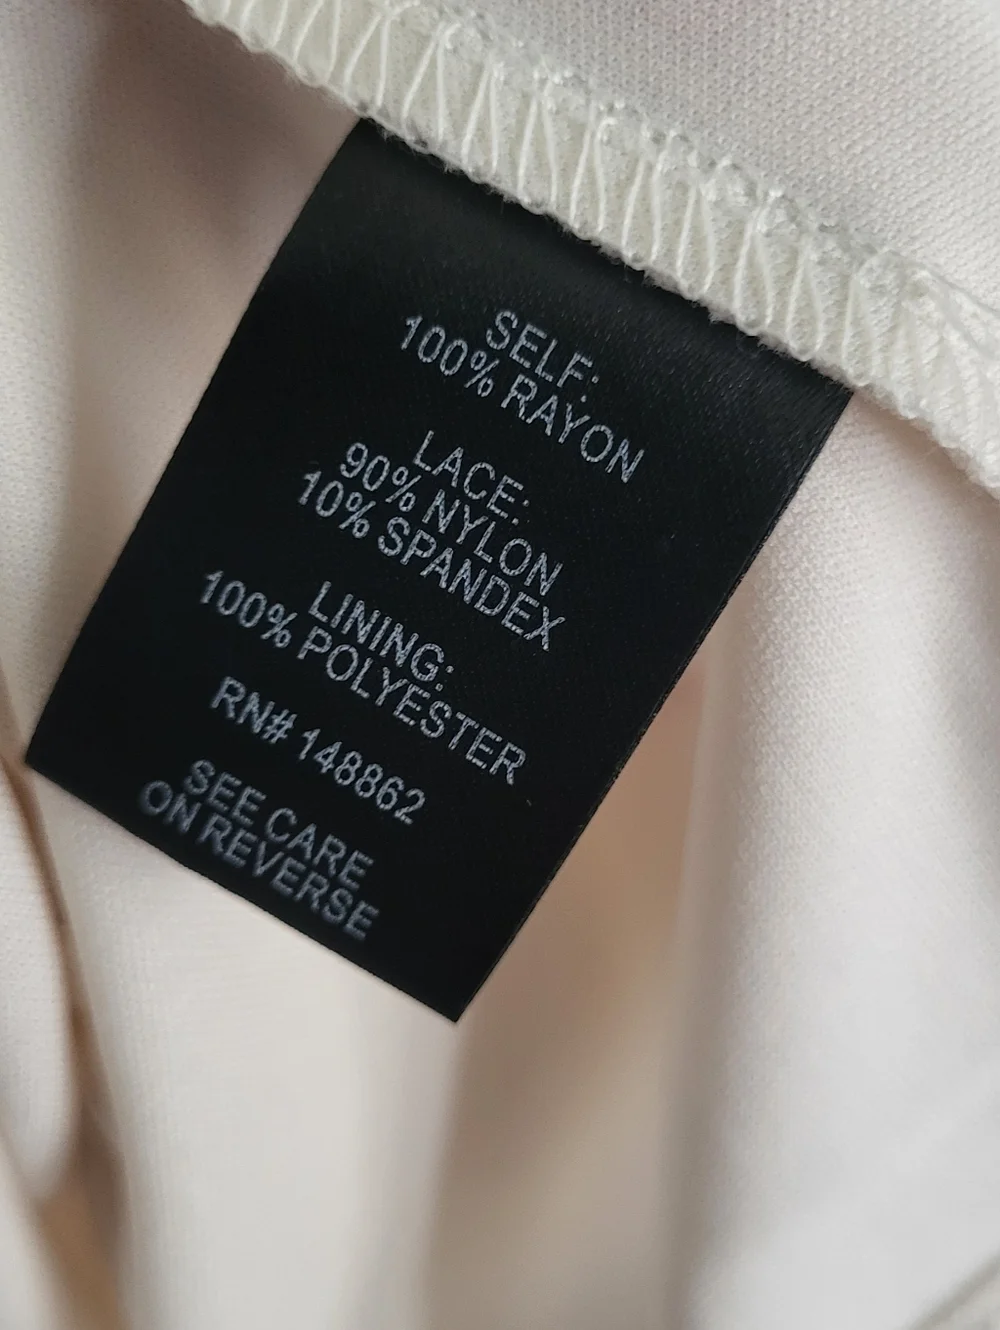 SELF:
100% RAYON
LACE:
90% NYLON
10% SPANDEX
LINING:
100% POLYESTER
RN# 148862
SEE CARE
ON REVERSE